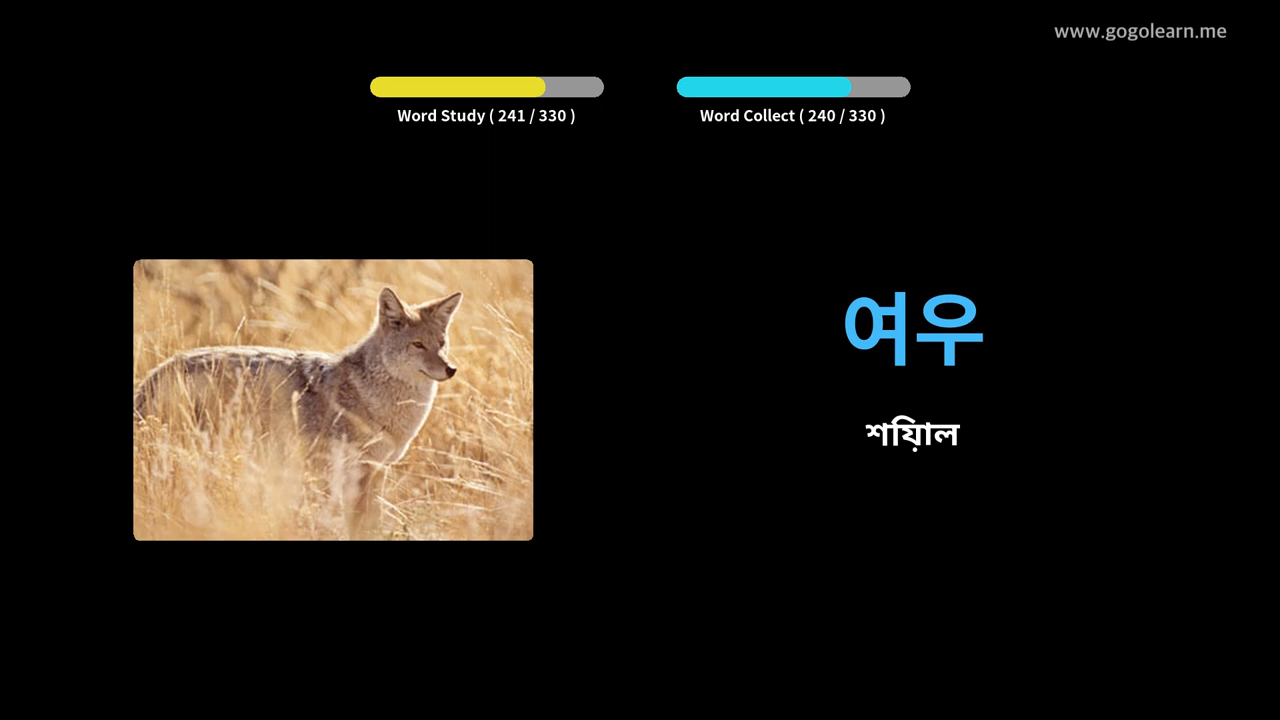 www.gogolearn.me
Word Study ( 241 / 330 )
Word Collect ( 240 / 330 )
여우
শিয়াল